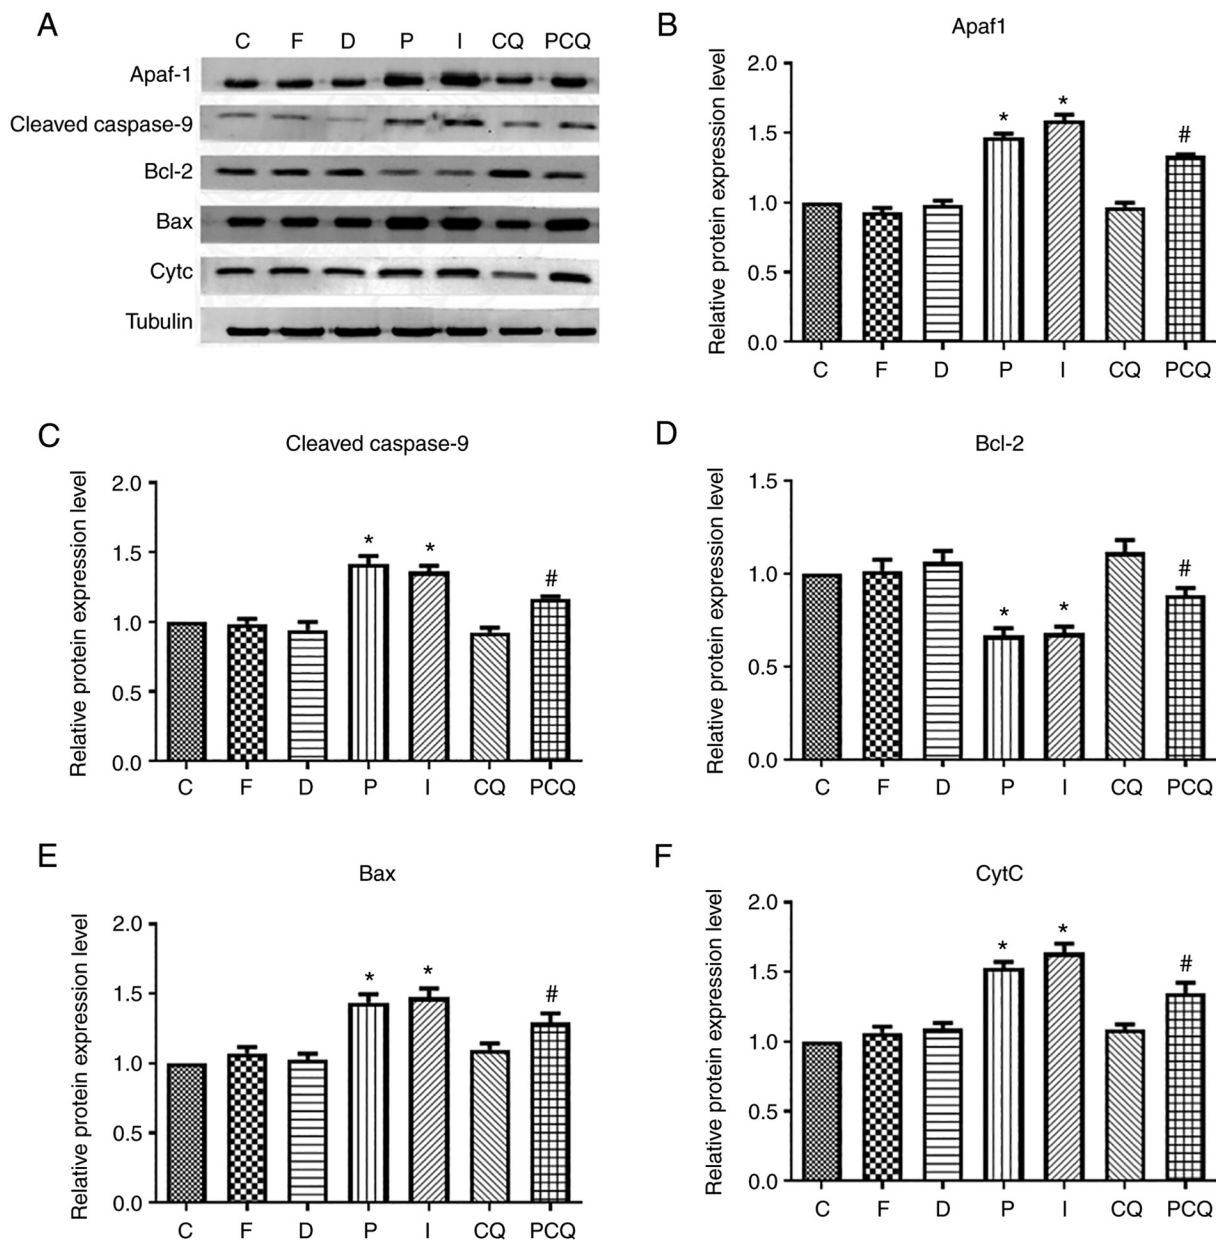 A
C F D P I CQ PCQ
Apaf-1
Cleaved caspase-9
Bcl-2
Bax
Cytc
Tubulin
B
Apaf1
Relative protein expression level
2.0
1.5
1.0
0.5
0.0
* * #
C F D P I CQ PCQ
C
Cleaved caspase-9
Relative protein expression level
2.0
1.5
1.0
0.5
0.0
* * #
C F D P I CQ PCQ
D
Bcl-2
Relative protein expression level
1.5
1.0
0.5
0.0
* * #
C F D P I CQ PCQ
E
Bax
Relative protein expression level
2.0
1.5
1.0
0.5
0.0
* * #
C F D P I CQ PCQ
F
CytC
Relative protein expression level
2.0
1.5
1.0
0.5
0.0
* * #
C F D P I CQ PCQ